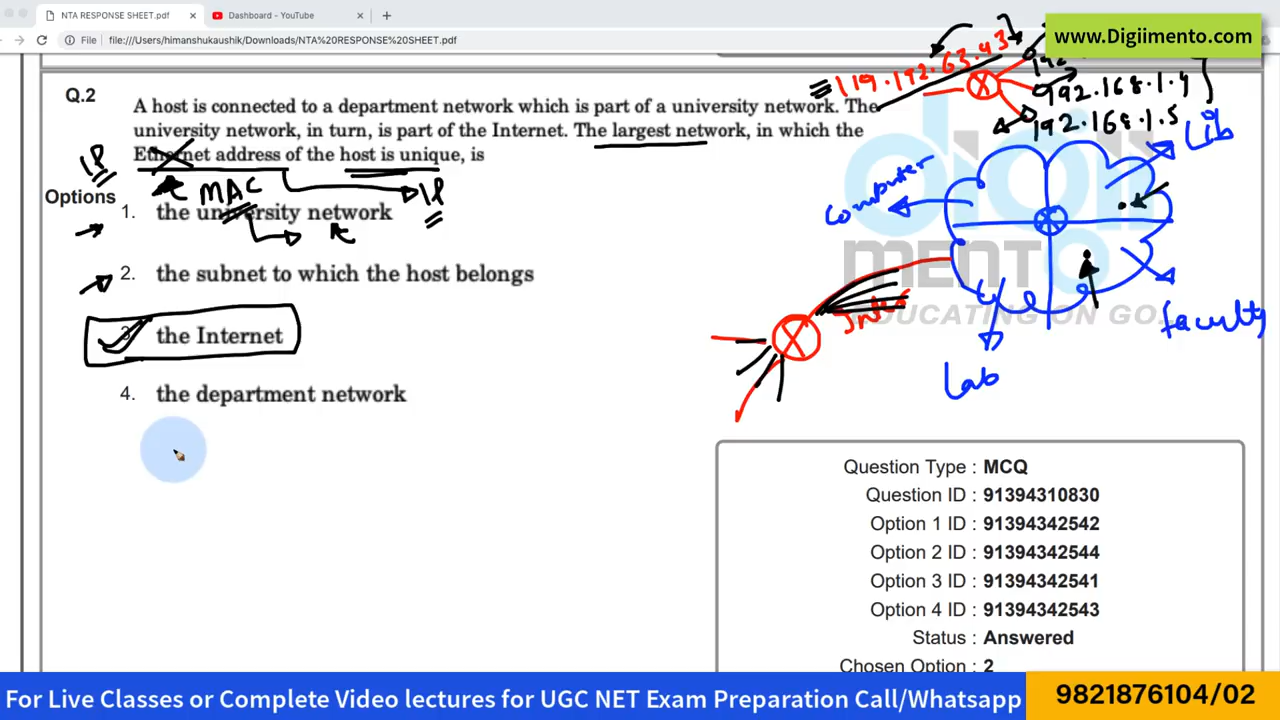 NTA RESPONSE SHEET.pdf
Dashboard - YouTube
File
file:///Users/himanshukaushik/Downloads/NTA%20RESPONSE%20SHEET.pdf
www.Digiimento.com
119.192.63.43
192
192.168.1.4
192.168.1.5
Q.2
A host is connected to a department network which is part of a university network. The
university network, in turn, is part of the Internet. The largest network, in which the
Ethernet address of the host is unique, is
IP
MAC
IP
Options
1. the university network
2. the subnet to which the host belongs
3. the Internet
4. the department network
Lib
Computer
digi
MENTO
EDUCATING ON GO...
faculty
Lab
Question Type : MCQ
Question ID : 91394310830
Option 1 ID : 91394342542
Option 2 ID : 91394342544
Option 3 ID : 91394342541
Option 4 ID : 91394342543
Status : Answered
Chosen Option : 2
For Live Classes or Complete Video lectures for UGC NET Exam Preparation Call/Whatsapp
9821876104/02